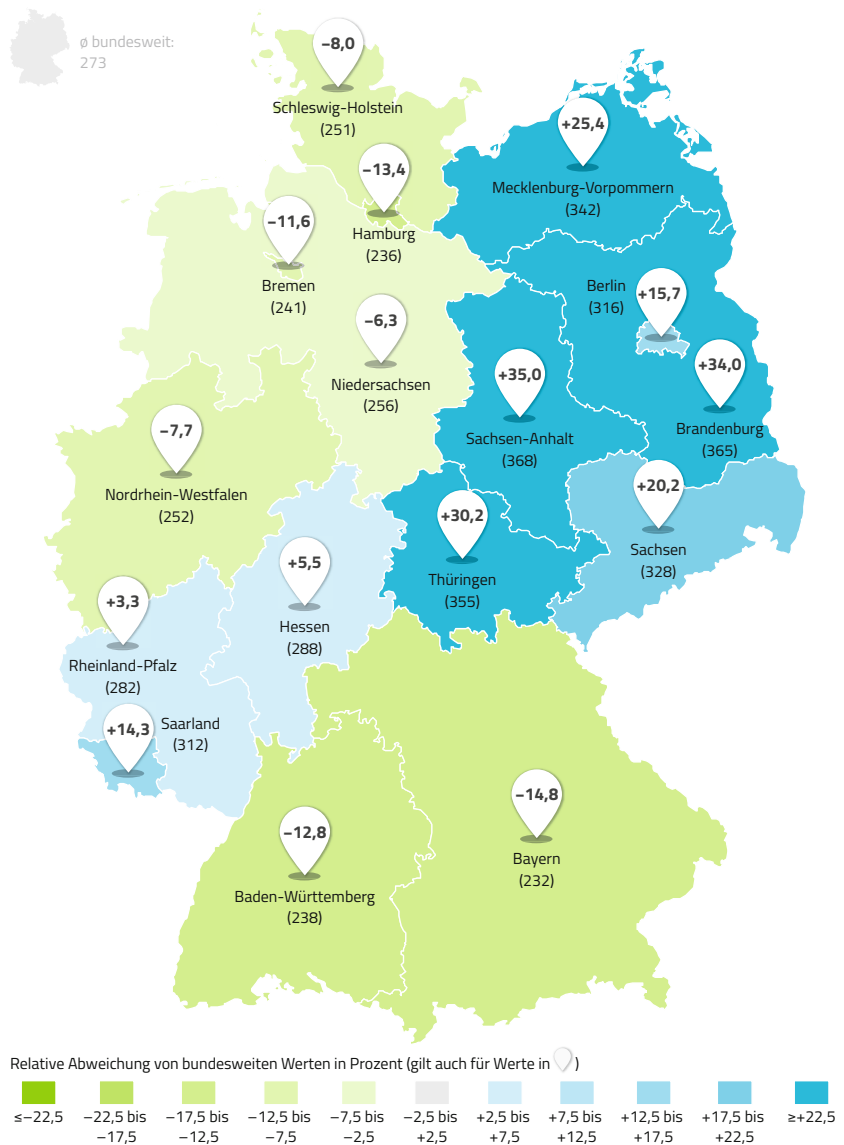 ø bundesweit:
273
−8,0
Schleswig-Holstein
(251)
+25,4
Mecklenburg-Vorpommern
(342)
−13,4
Hamburg
(236)
−11,6
Bremen
(241)
Berlin
(316)
+15,7
−6,3
Niedersachsen
(256)
+35,0
Sachsen-Anhalt
(368)
+34,0
Brandenburg
(365)
−7,7
Nordrhein-Westfalen
(252)
+20,2
Sachsen
(328)
+30,2
Thüringen
(355)
+5,5
Hessen
(288)
+3,3
Rheinland-Pfalz
(282)
+14,3
Saarland
(312)
−14,8
Bayern
(232)
−12,8
Baden-Württemberg
(238)
Relative Abweichung von bundesweiten Werten in Prozent (gilt auch für Werte in )
≤−22,5
−22,5 bis
−17,5
−17,5 bis
−12,5
−12,5 bis
−7,5
−7,5 bis
−2,5
−2,5 bis
+2,5
+2,5 bis
+7,5
+7,5 bis
+12,5
+12,5 bis
+17,5
+17,5 bis
+22,5
≥+22,5